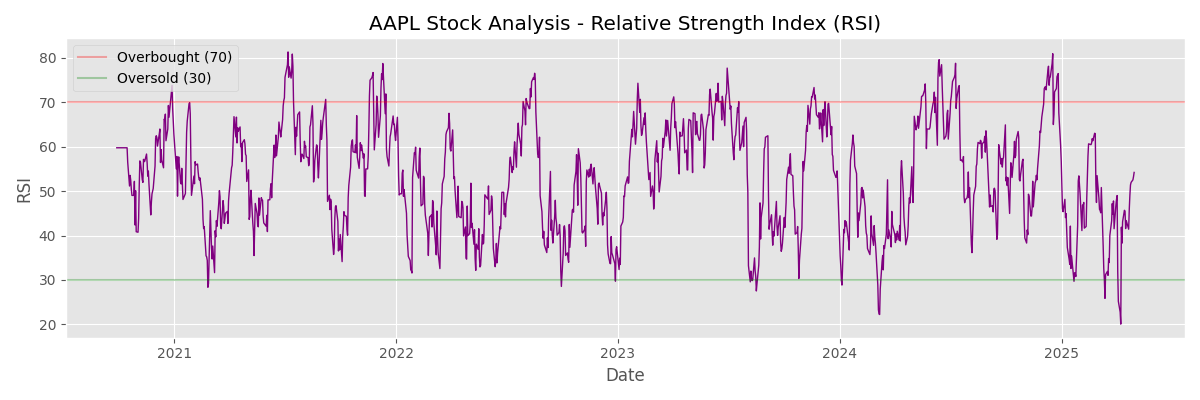 AAPL Stock Analysis - Relative Strength Index (RSI)
Overbought (70)
Oversold (30)
RSI
80
70
60
50
40
30
20
2021 2022 2023 2024 2025
Date